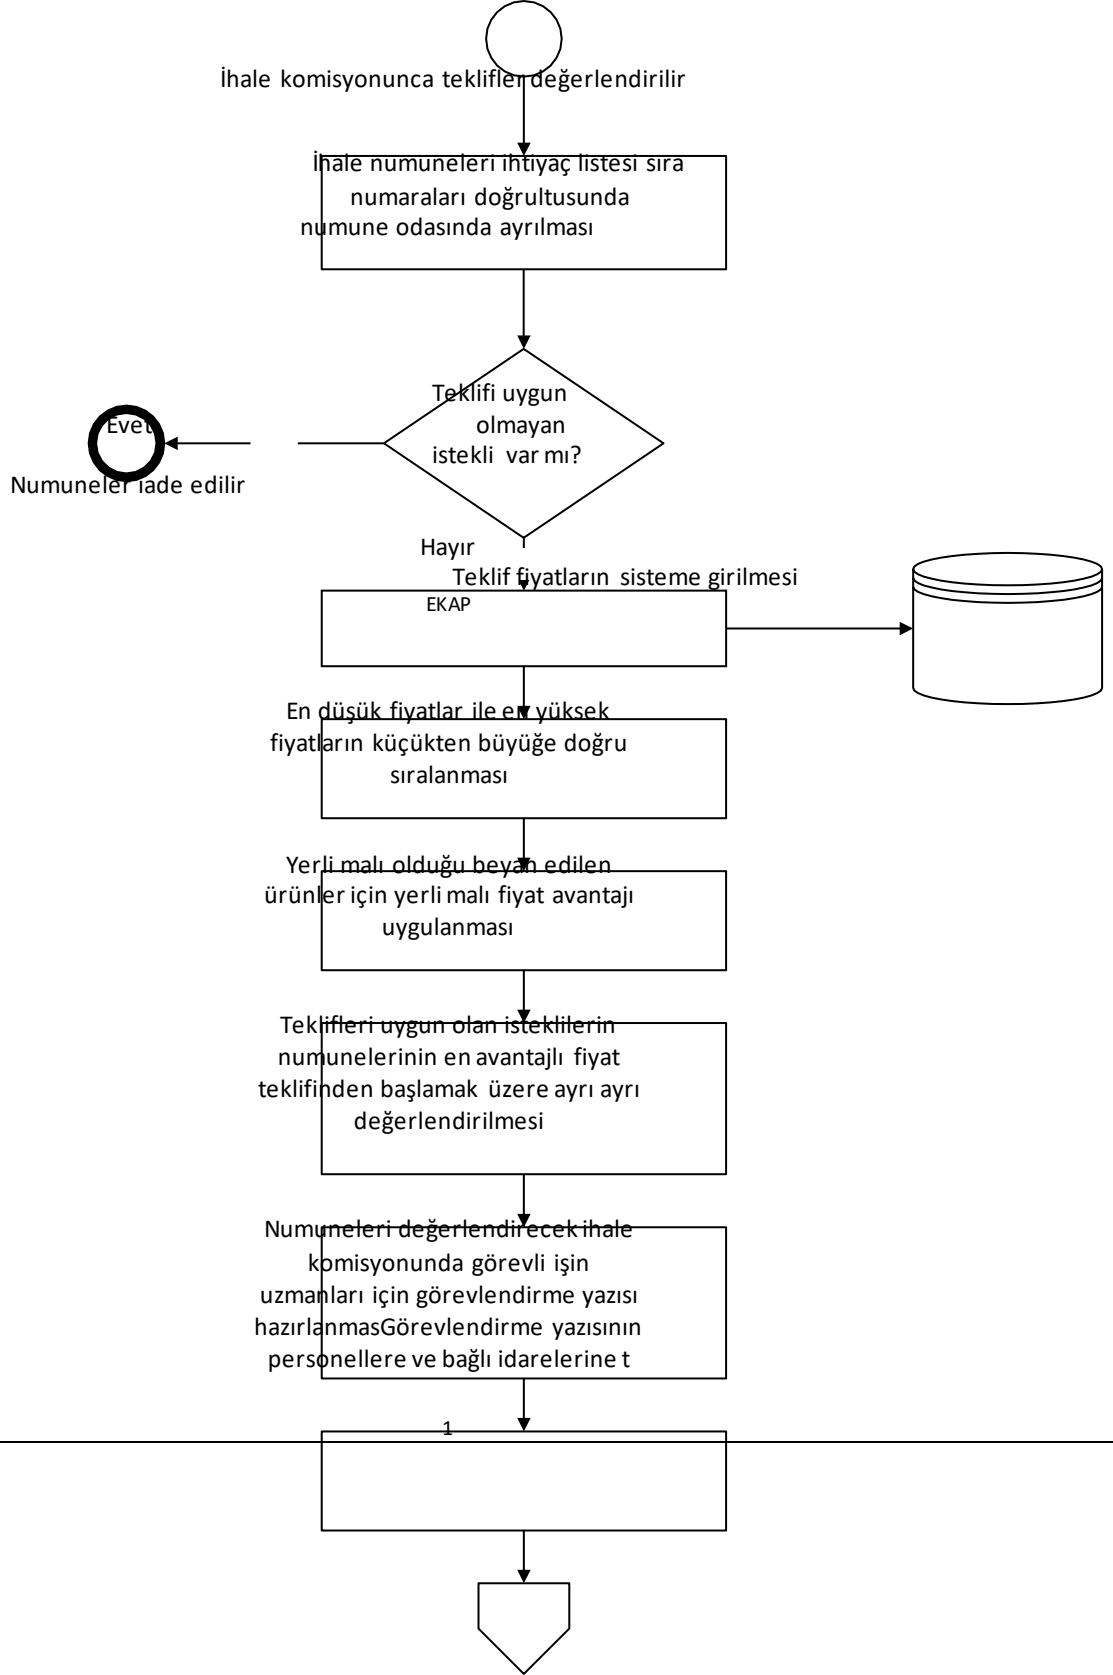 İhale komisyonunca teklifler değerlendirilir
İhale numuneleri ihtiyaç listesi sıra
numaraları doğrultusunda
numune odasında ayrılması
Teklifi uygun
olmayan
istekli var mı?
Evet
Numuneler iade edilir
Hayır
Teklif fiyatların sisteme girilmesi
EKAP
En düşük fiyatlar ile en yüksek
fiyatların küçükten büyüğe doğru
sıralanması
Yerli malı olduğu beyan edilen
ürünler için yerli malı fiyat avantajı
uygulanması
Teklifleri uygun olan isteklilerin
numunelerinin en avantajlı fiyat
teklifinden başlamak üzere ayrı ayrı
değerlendirilmesi
Numuneleri değerlendirecek ihale
komisyonunda görevli işin
uzmanları için görevlendirme yazısı
hazırlanmasGörevlendirme yazısının
personellere ve bağlı idarelerine t
1